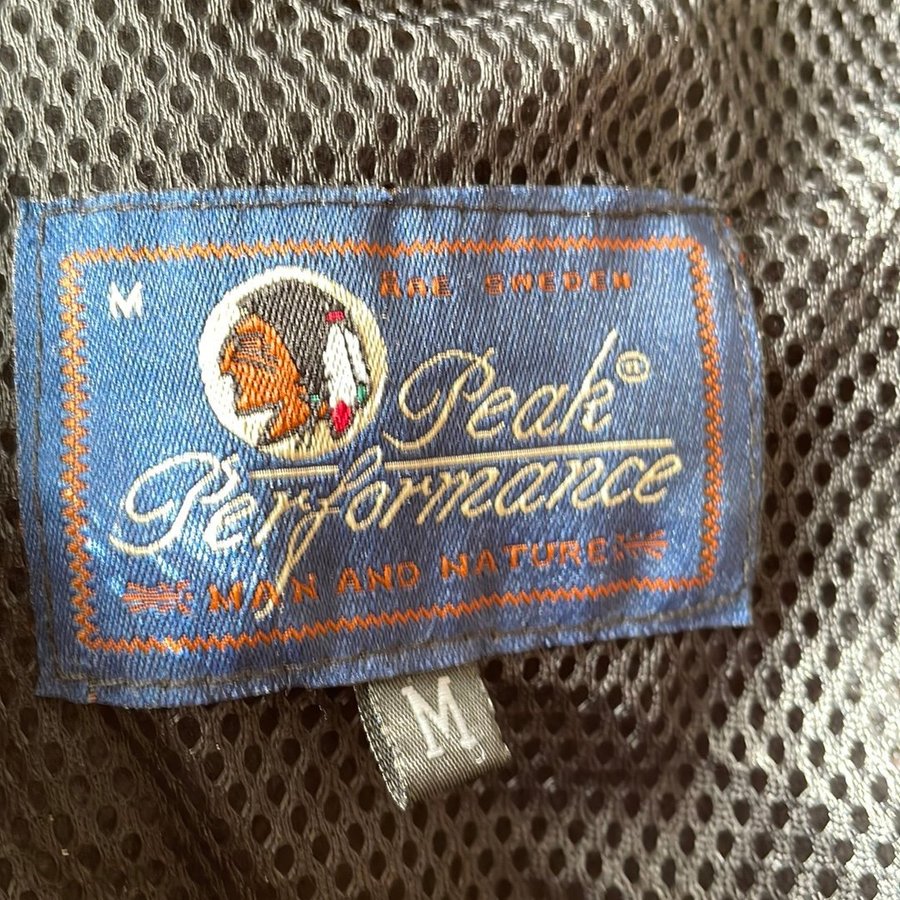 M
ÅRE SWEDEN
Peak®
Performance
MAN AND NATURE
M